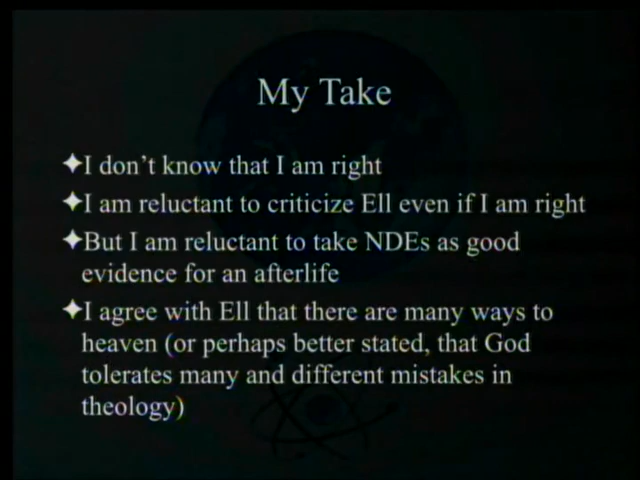 My Take
✦I don't know that I am right
✦I am reluctant to criticize Ell even if I am right
✦But I am reluctant to take NDEs as good
evidence for an afterlife
✦I agree with Ell that there are many ways to
heaven (or perhaps better stated, that God
tolerates many and different mistakes in
theology)